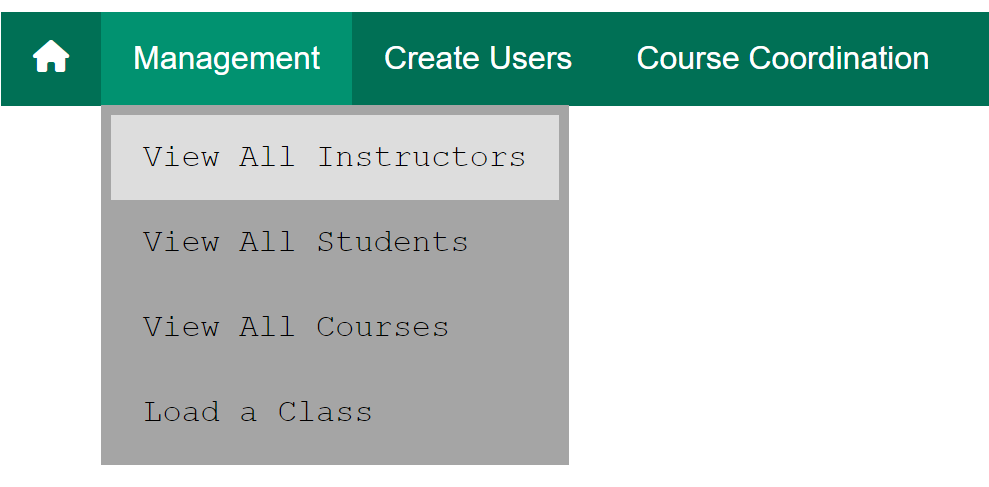 Management Create Users Course Coordination
View All Instructors
View All Students
View All Courses
Load a Class